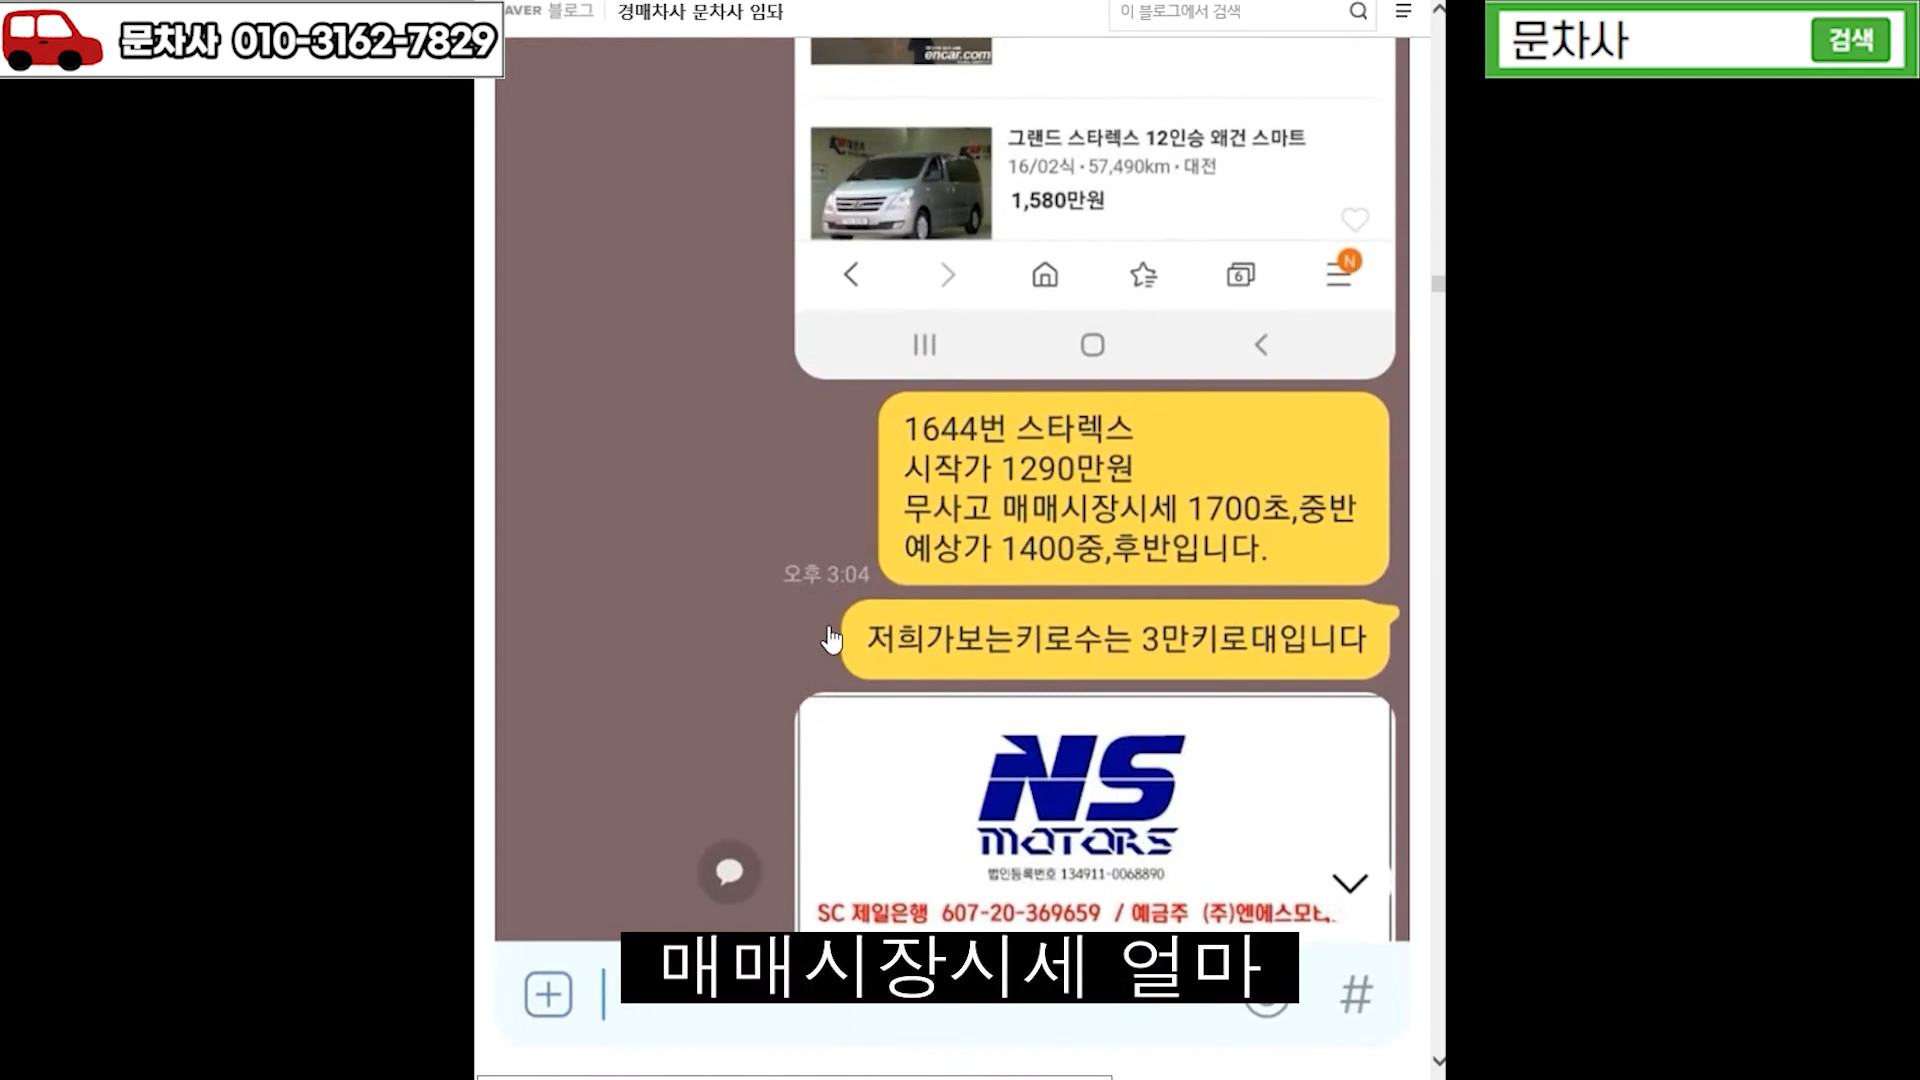 문차사 010-3162-7829
AVER 블로그
경매차사 문차사 임돠
이 블로그에서 검색
문차사
검색
encar.com
그랜드 스타렉스 12인승 왜건 스마트
16/02식·57,490km·대전
1,580만원
6
N
1644번 스타렉스
시작가 1290만원
무사고 매매시장시세 1700초,중반
예상가 1400중,후반입니다.
오후 3:04
저희가보는키로수는 3만키로대입니다
NS
MOTORS
법인등록번호 134911-0068890
SC 제일은행 607-20-369659 / 예금주 (주)엔에스모터
매매시장시세 얼마
#